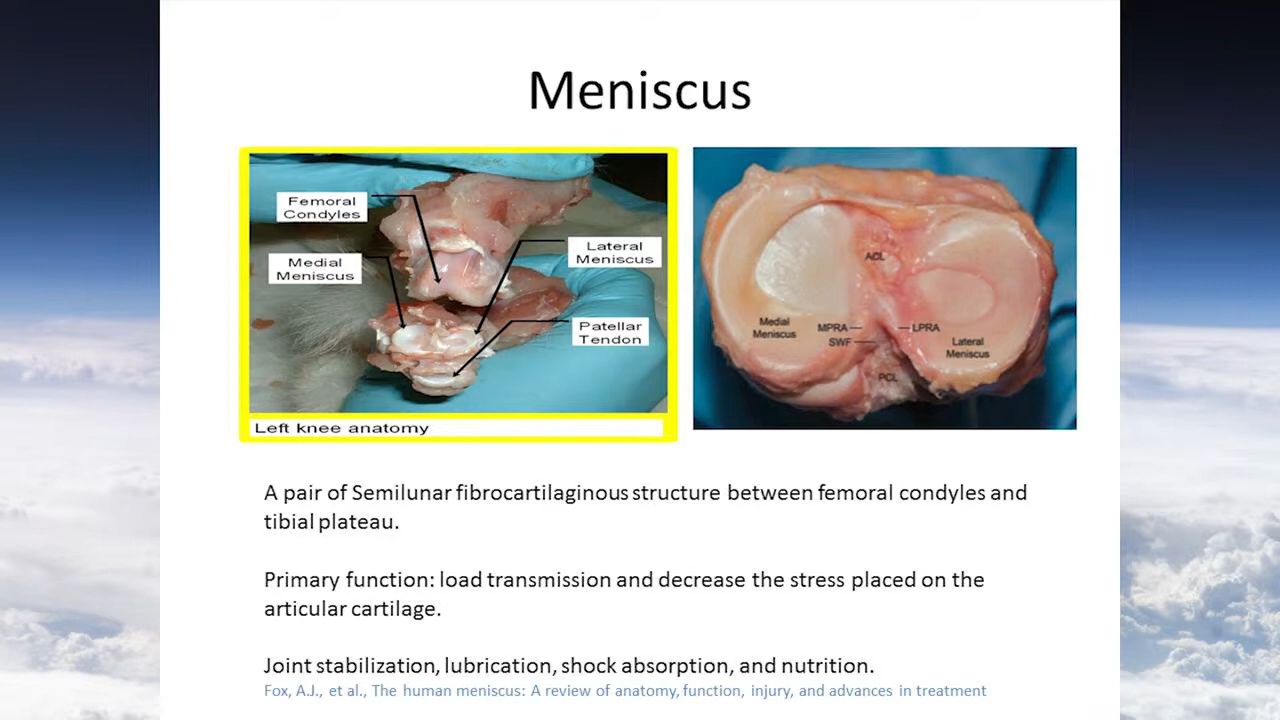 Meniscus
Femoral
Condyles
Medial
Meniscus
Lateral
Meniscus
Patellar
Tendon
Left knee anatomy
ACL
Medial
Meniscus
MPRA
SWF
LPRA
Lateral
Meniscus
PCL
A pair of Semilunar fibrocartilaginous structure between femoral condyles and
tibial plateau.
Primary function: load transmission and decrease the stress placed on the
articular cartilage.
Joint stabilization, lubrication, shock absorption, and nutrition.
Fox, A.J., et al., The human meniscus: A review of anatomy, function, injury, and advances in treatment